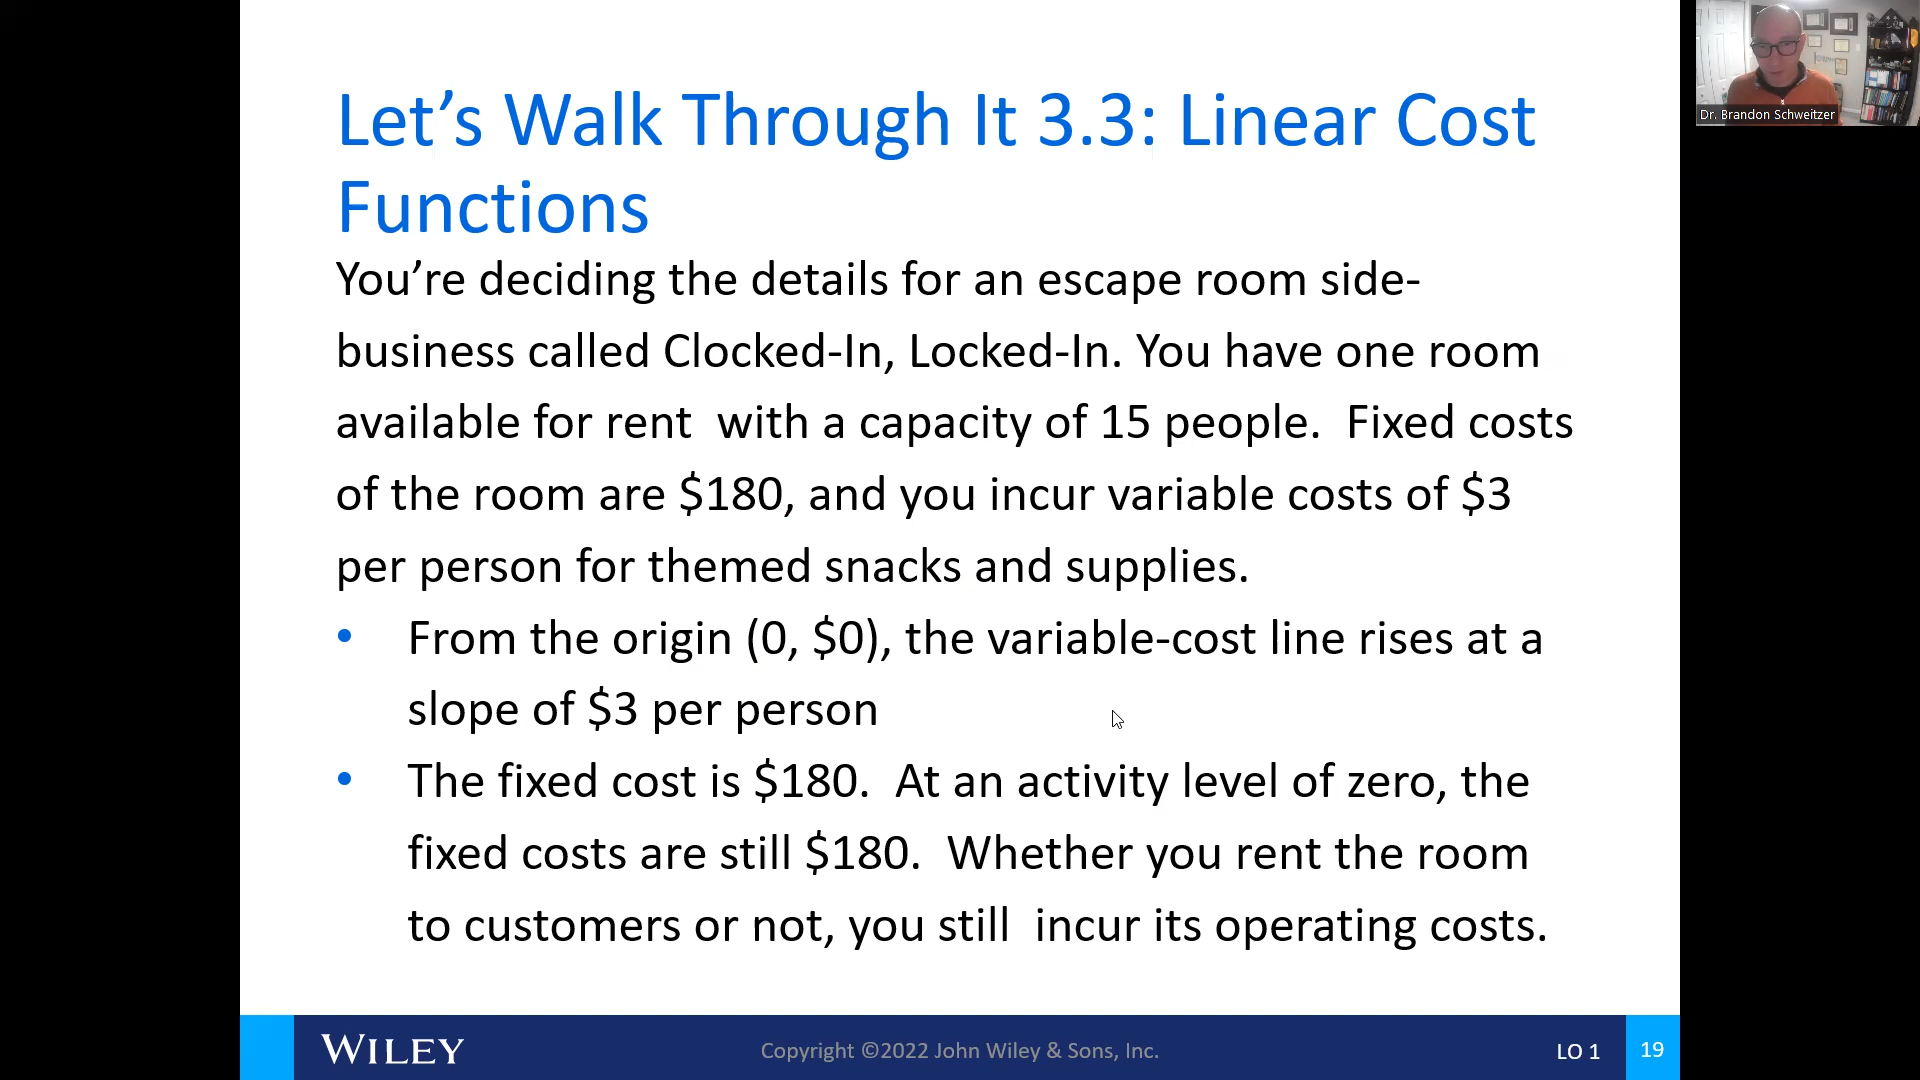 Let’s Walk Through It 3.3: Linear Cost
Functions
You’re deciding the details for an escape room side-
business called Clocked-In, Locked-In. You have one room
available for rent  with a capacity of 15 people.  Fixed costs
of the room are $180, and you incur variable costs of $3
per person for themed snacks and supplies.
• From the origin (0, $0), the variable-cost line rises at a
slope of $3 per person
• The fixed cost is $180.  At an activity level of zero, the
fixed costs are still $180.  Whether you rent the room
to customers or not, you still  incur its operating costs.
WILEY
Copyright ©2022 John Wiley & Sons, Inc.
LO 1
19
Dr. Brandon Schweitzer